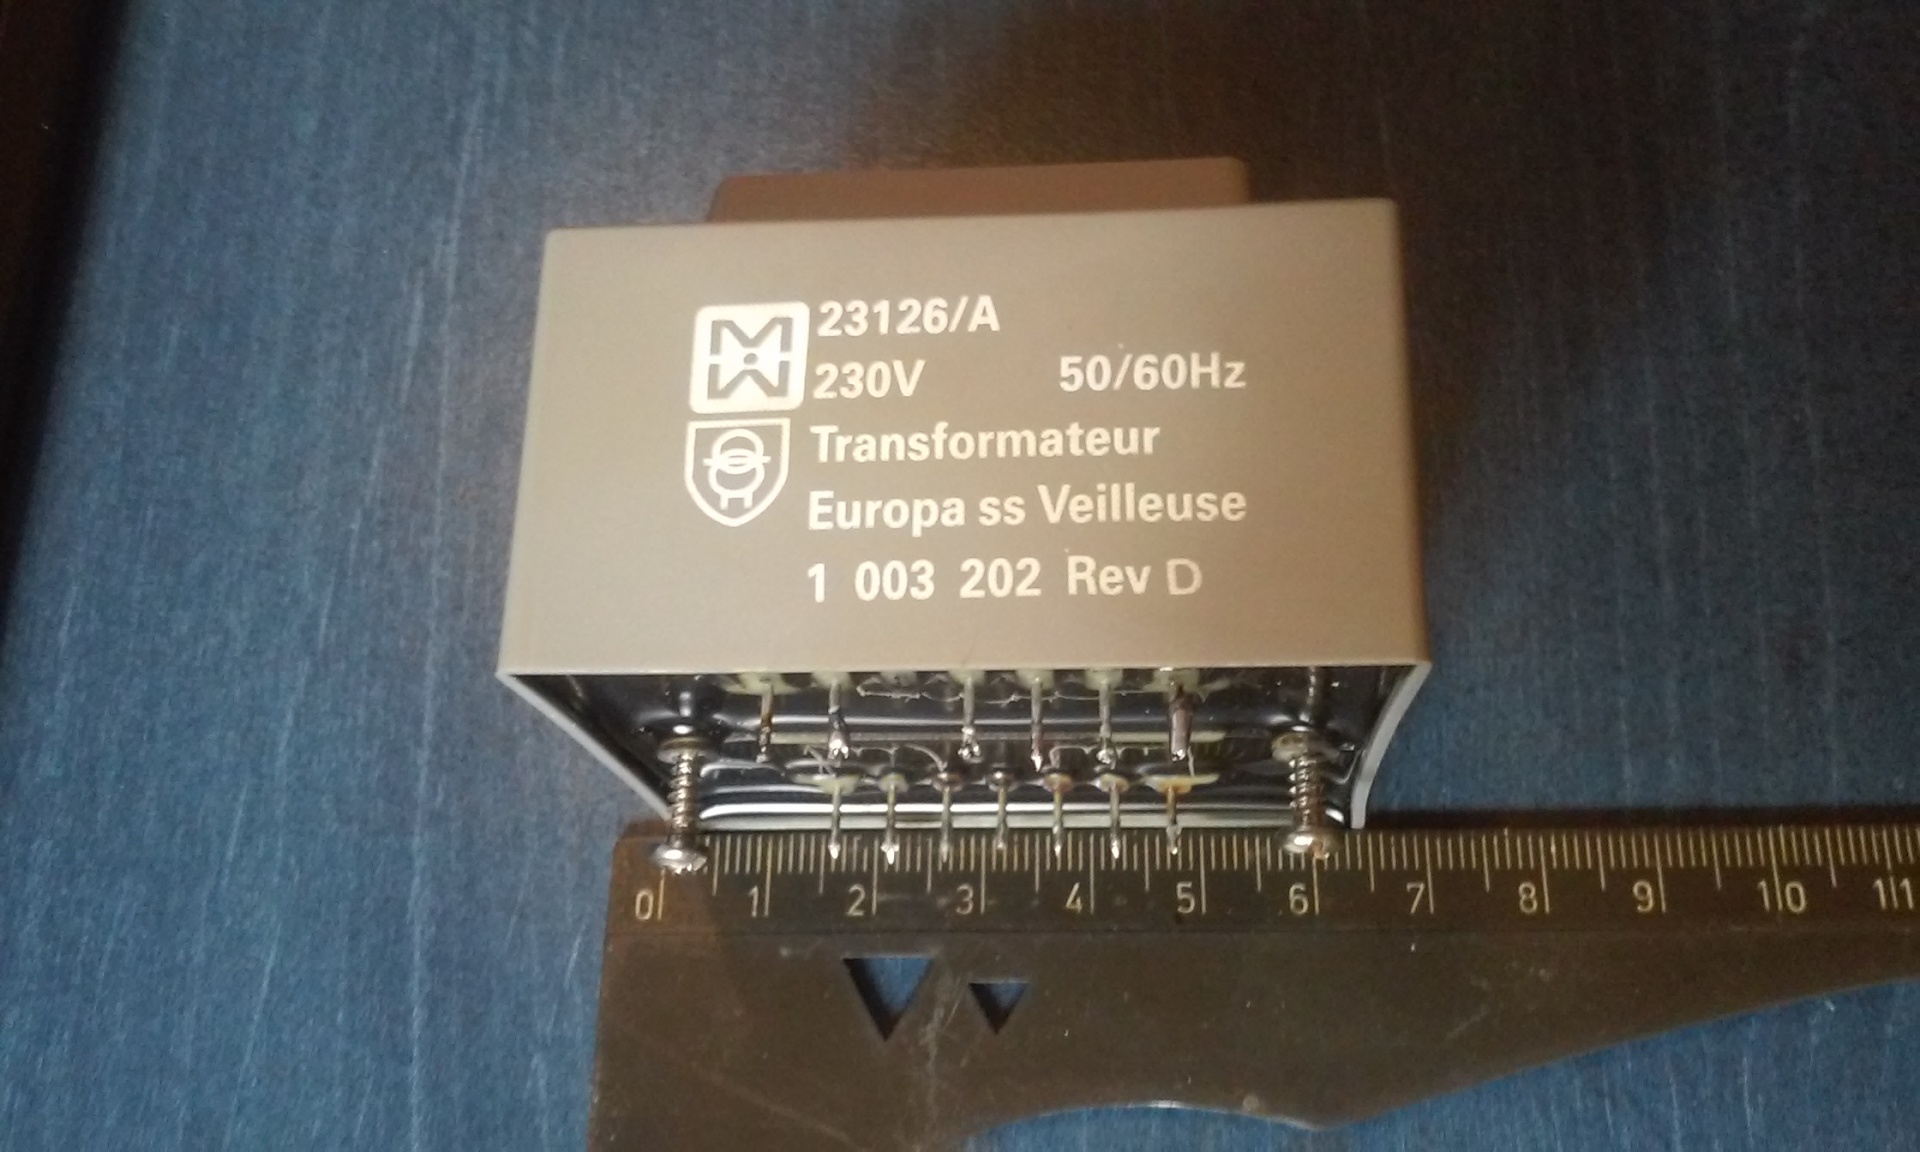 23126/A
230V 50/60Hz
Transformateur
Europa ss Veilleuse
1 003 202 Rev D
0 1 2 3 4 5 6 7 8 9 10 11